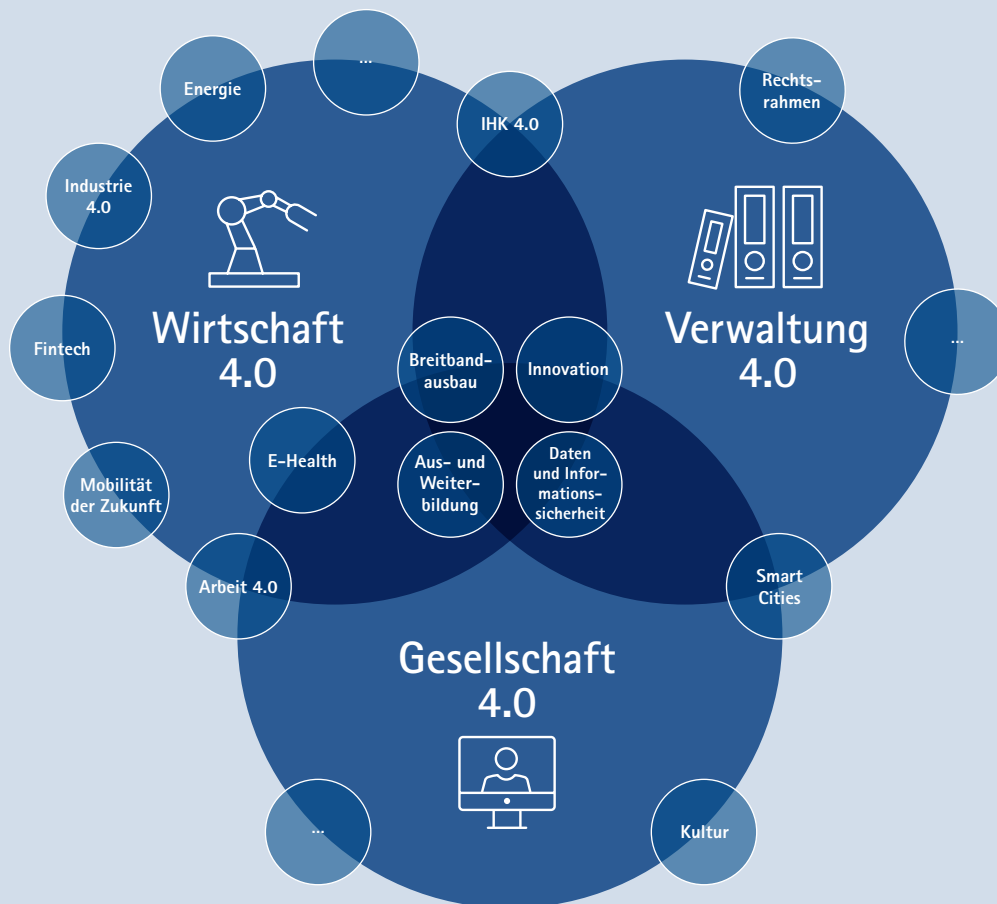 ...
Energie
Rechts-
rahmen
IHK 4.0
Industrie
4.0
Wirtschaft
4.0
Verwaltung
4.0
Fintech
...
Breitband-
ausbau
Innovation
E-Health
Aus- und
Weiter-
bildung
Daten
und Infor-
mations-
sicherheit
Mobilität
der Zukunft
Arbeit 4.0
Smart
Cities
Gesellschaft
4.0
...
Kultur